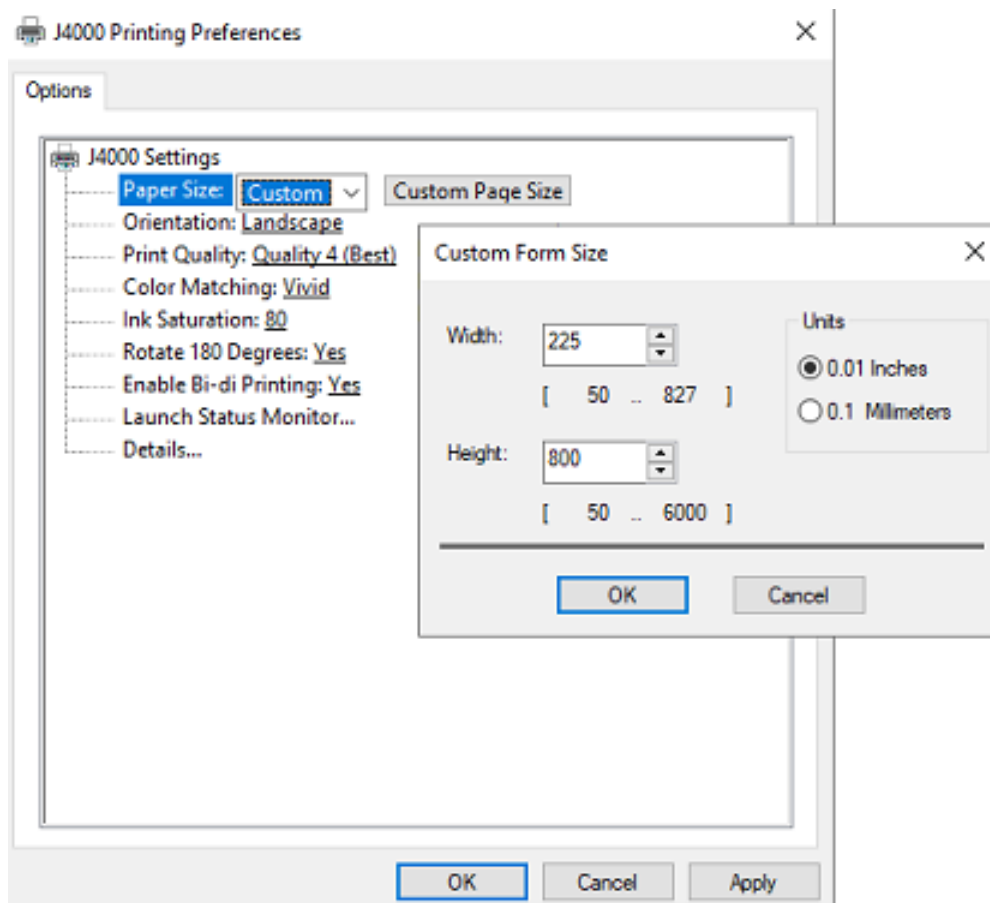 J4000 Printing Preferences
Options
J4000 Settings
Paper Size: Custom Custom Page Size
Orientation: Landscape
Print Quality: Quality 4 (Best)
Color Matching: Vivid
Ink Saturation: 80
Rotate 180 Degrees: Yes
Enable Bi-di Printing: Yes
Launch Status Monitor...
Details...
Custom Form Size
Width: 225
[ 50 .. 827 ]
Height: 800
[ 50 .. 6000 ]
Units
0.01 Inches
0.1 Millimeters
OK Cancel
OK Cancel Apply